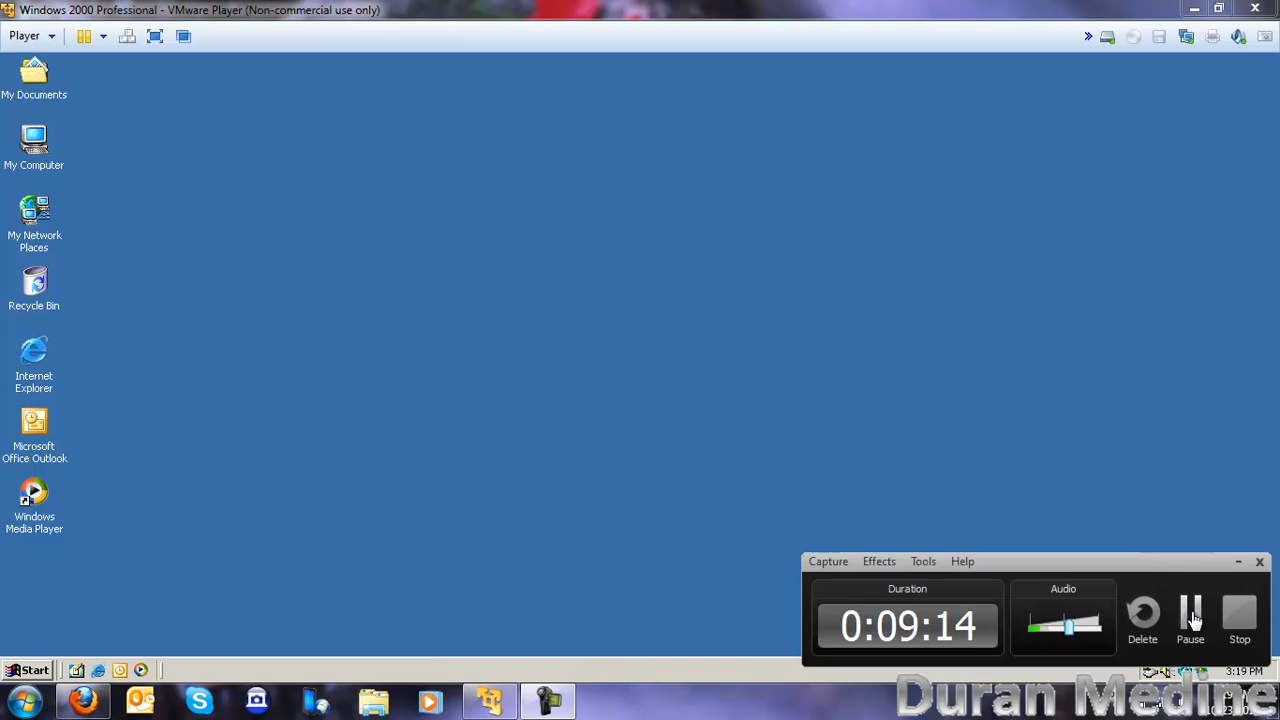 Windows 2000 Professional - VMware Player (Non-commercial use only)
Player
My Documents
My Computer
My Network
Places
Recycle Bin
Internet
Explorer
Microsoft
Office Outlook
Windows
Media Player
Capture Effects Tools Help
Duration
Audio
0:09:14
Delete
Pause
Stop
Start
3:19 PM
Duran Medine